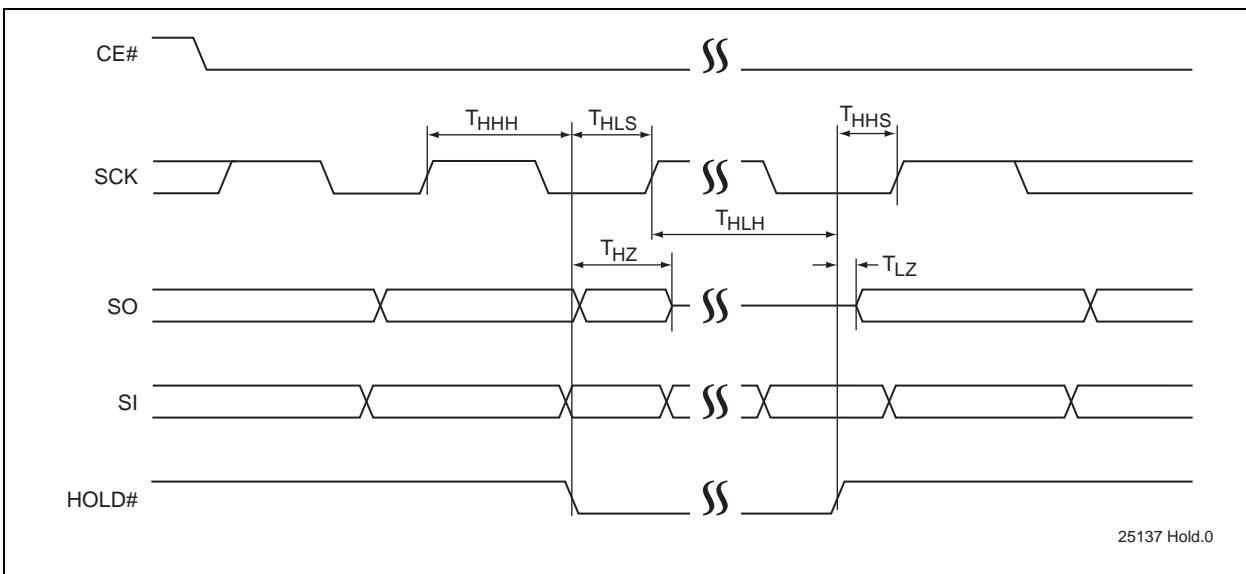 CE#
THHH
THLS
THHS
SCK
THLH
THZ
TLZ
SO
SI
HOLD#
25137 Hold.0